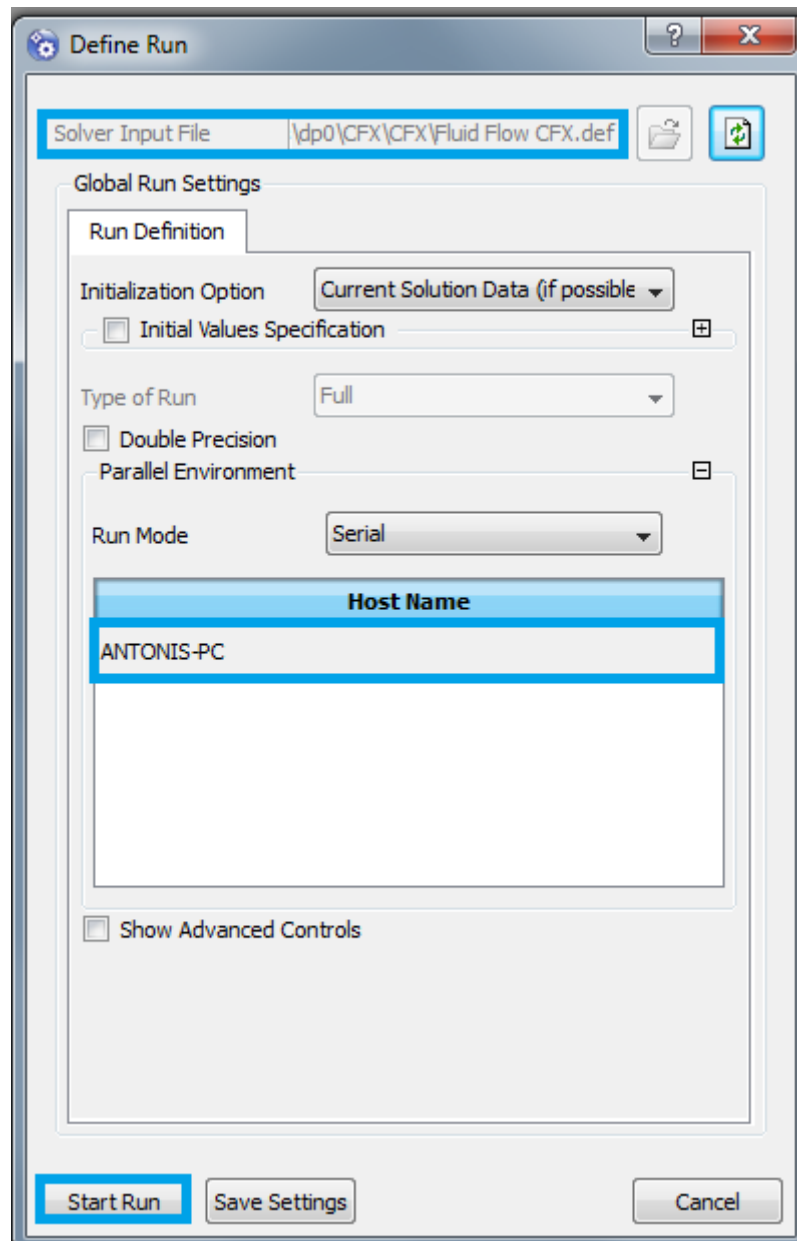 Define Run
Solver Input File \dp0\CFX\CFX\Fluid Flow CFX.def
Global Run Settings
Run Definition
Initialization Option Current Solution Data (if possible
Initial Values Specification
Type of Run Full
Double Precision
Parallel Environment
Run Mode Serial
Host Name
ANTONIS-PC
Show Advanced Controls
Start Run Save Settings Cancel